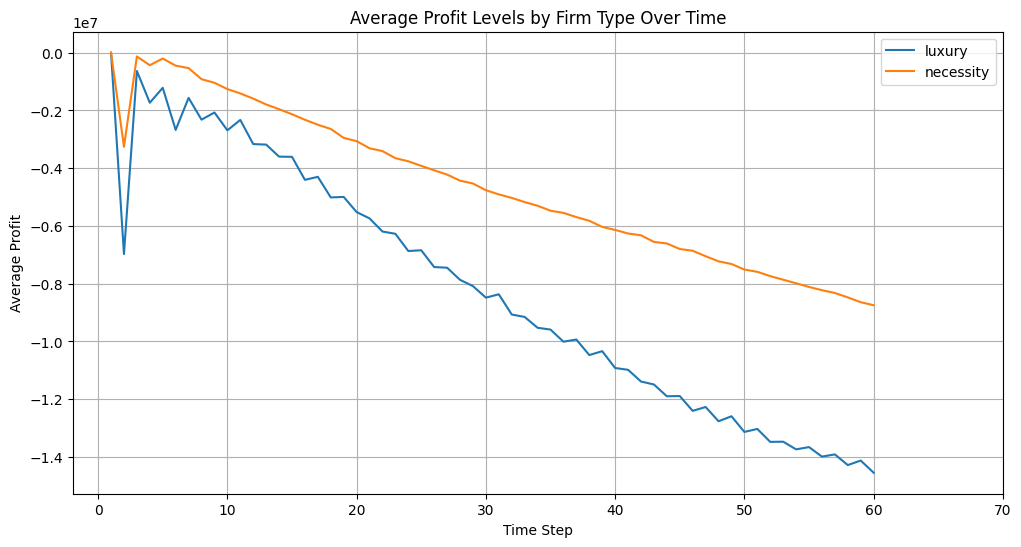 Average Profit Levels by Firm Type Over Time
1e7
0.0
−0.2
−0.4
−0.6
−0.8
−1.0
−1.2
−1.4
Average Profit
luxury
necessity
0 10 20 30 40 50 60 70
Time Step